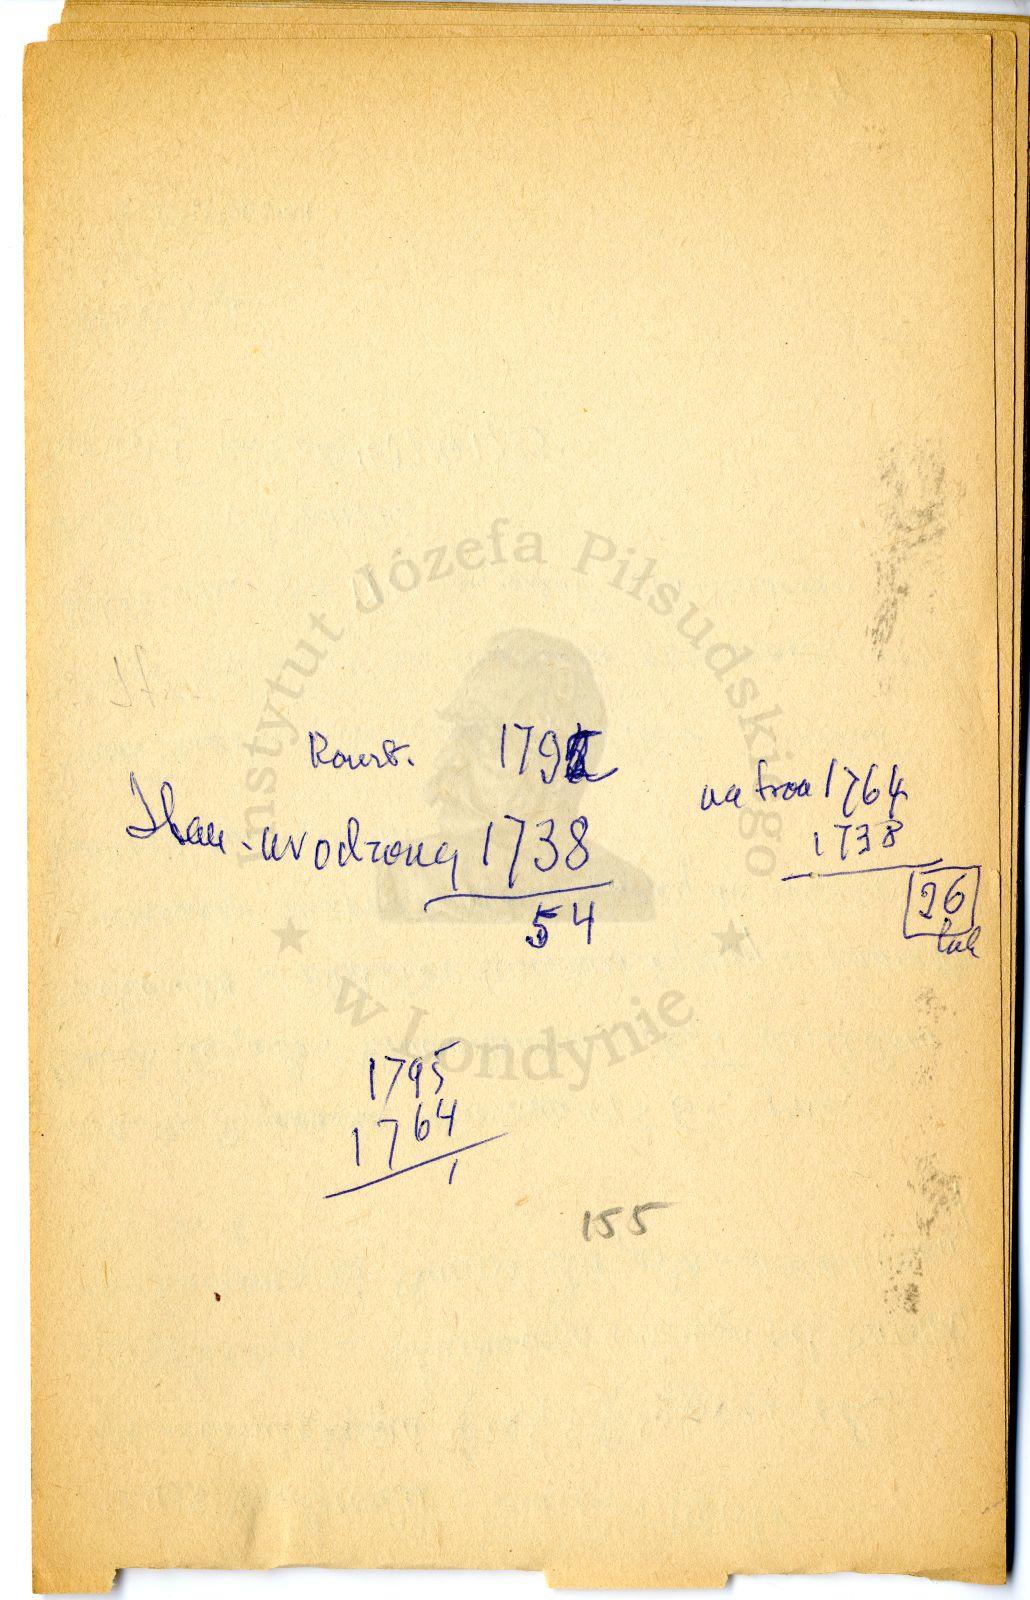 Konst. 1792
Stan. urodzony 1738
54
na tron 1764
1738
26
lat
1795
1764
1
155
Instytut Józefa Piłsudskiego
w Londynie